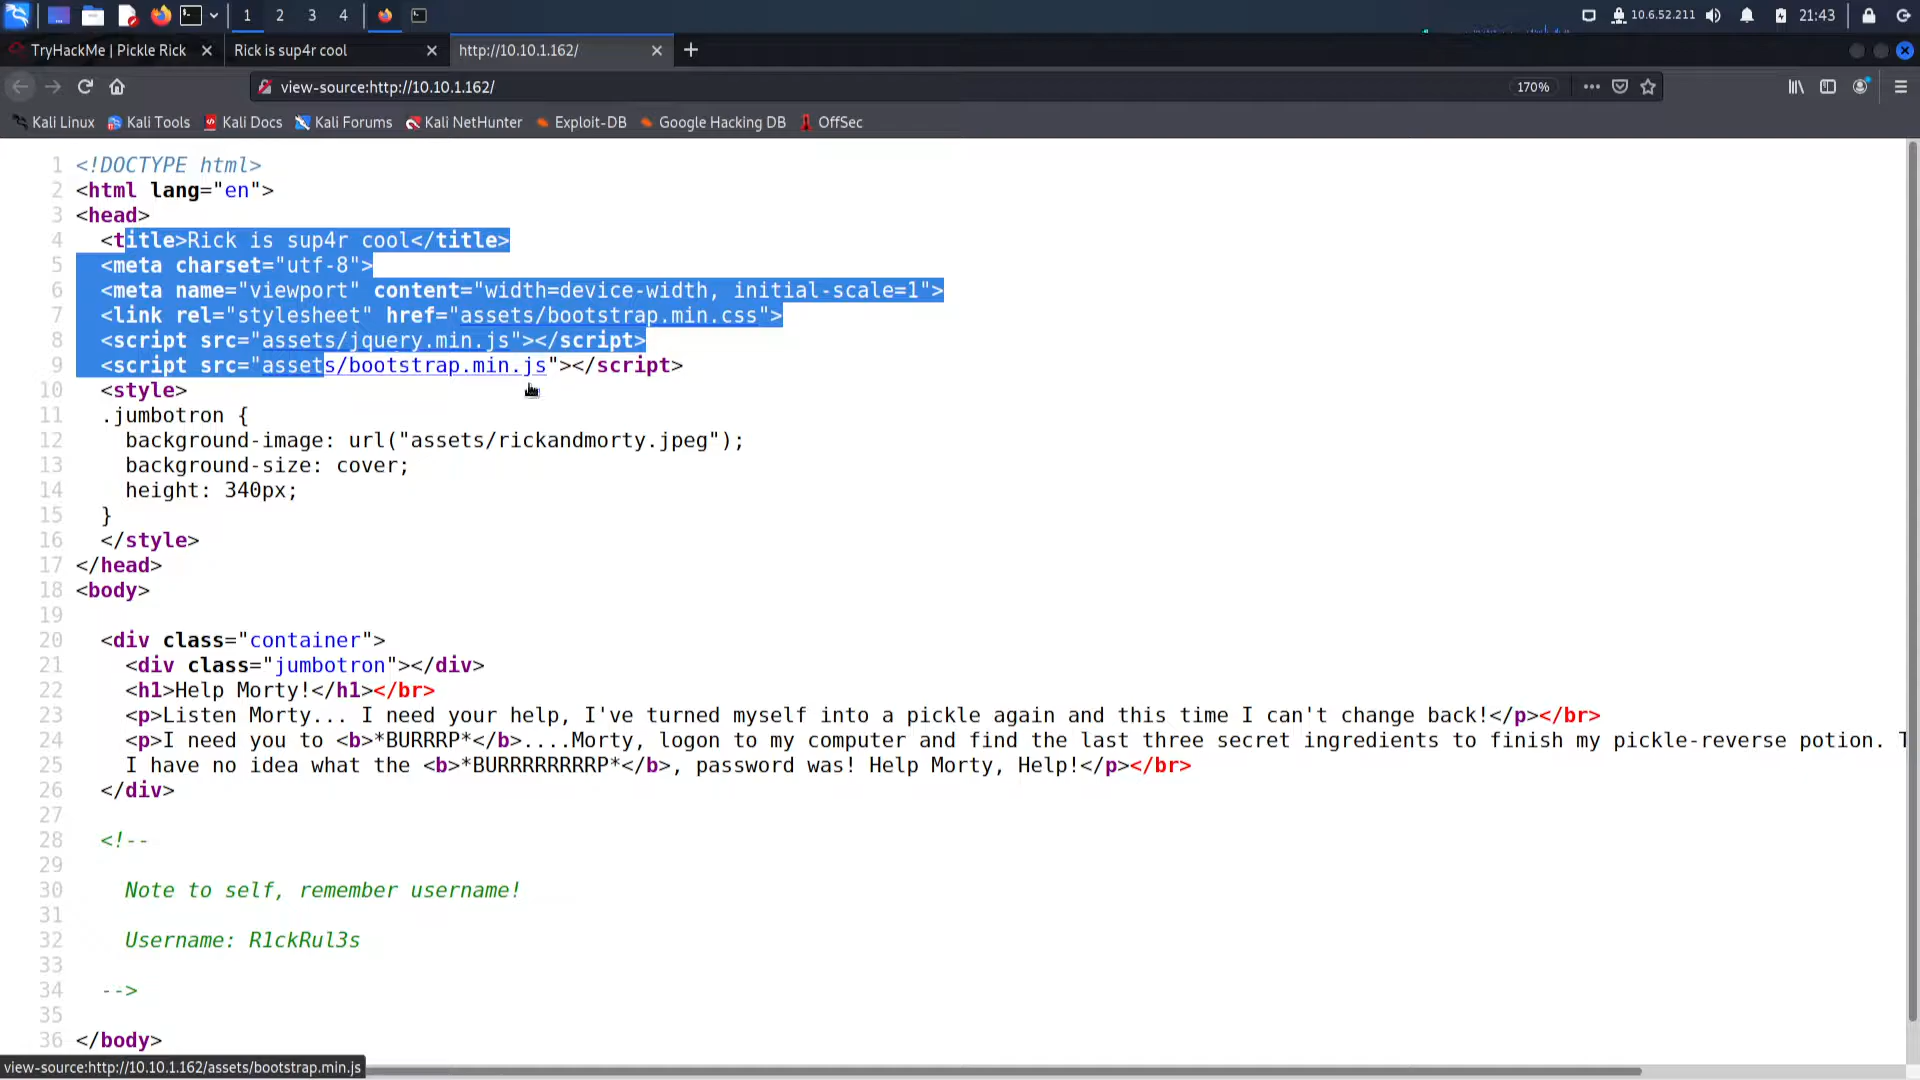 1 2 3 4 10.6.52.211 21:43
TryHackMe | Pickle Rick Rick is sup4r cool http://10.10.1.162/
view-source:http://10.10.1.162/ 170%
Kali Linux Kali Tools Kali Docs Kali Forums Kali NetHunter Exploit-DB Google Hacking DB OffSec
1 <!DOCTYPE html>
2 <html lang="en">
3 <head>
4 <title>Rick is sup4r cool</title>
5 <meta charset="utf-8">
6 <meta name="viewport" content="width=device-width, initial-scale=1">
7 <link rel="stylesheet" href="assets/bootstrap.min.css">
8 <script src="assets/jquery.min.js"></script>
9 <script src="assets/bootstrap.min.js"></script>
10 <style>
11 .jumbotron {
12 background-image: url("assets/rickandmorty.jpeg");
13 background-size: cover;
14 height: 340px;
15 }
16 </style>
17 </head>
18 <body>
19
20 <div class="container">
21 <div class="jumbotron"></div>
22 <h1>Help Morty!</h1></br>
23 <p>Listen Morty... I need your help, I've turned myself into a pickle again and this time I can't change back!</p></br>
24 <p>I need you to <b>*BURRRP*</b>....Morty, logon to my computer and find the last three secret ingredients to finish my pickle-reverse potion. T
25 I have no idea what the <b>*BURRRRRRRRP*</b>, password was! Help Morty, Help!</p></br>
26 </div>
27
28 <!--
29
30 Note to self, remember username!
31
32 Username: R1ckRul3s
33
34 -->
35
36 </body>
view-source:http://10.10.1.162/assets/bootstrap.min.js